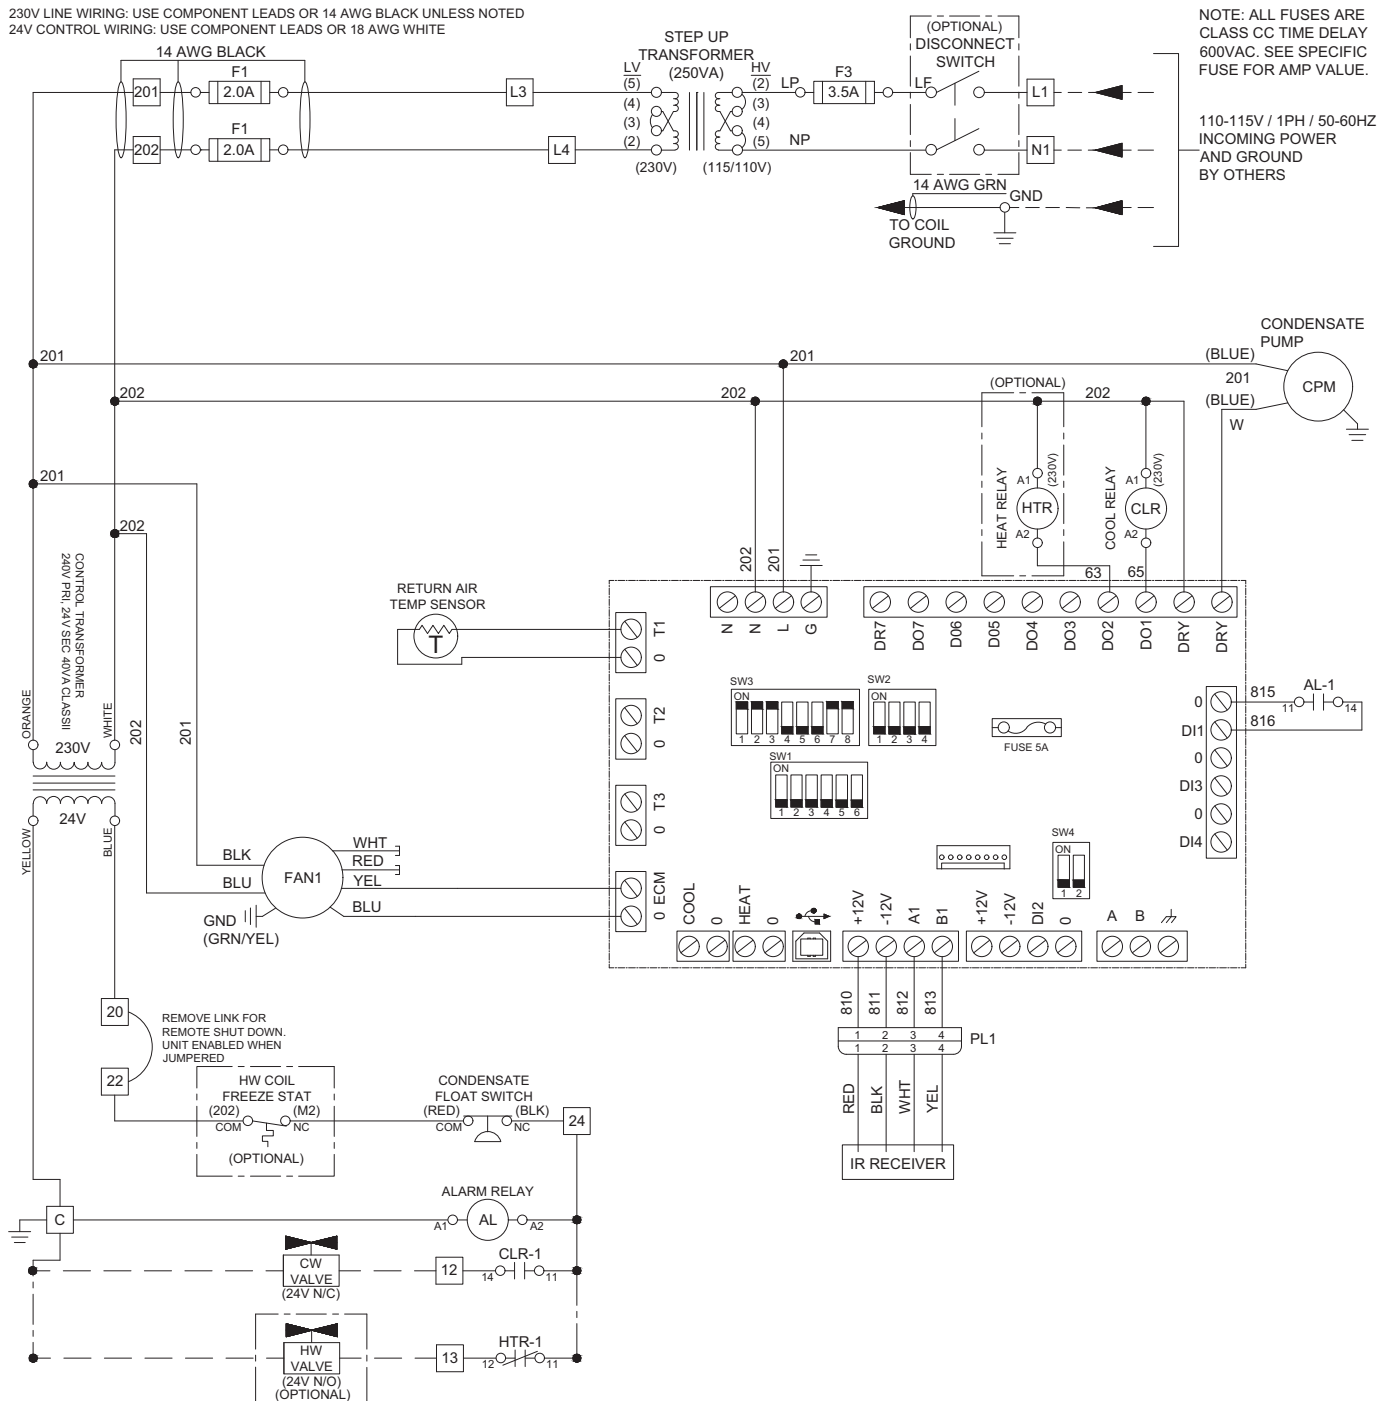 230V LINE WIRING: USE COMPONENT LEADS OR 14 AWG BLACK UNLESS NOTED
24V CONTROL WIRING: USE COMPONENT LEADS OR 18 AWG WHITE
14 AWG BLACK
201
F1
2.0A
202
F1
2.0A
L3
L4
STEP UP
TRANSFORMER
(250VA)
LV
(5)
(4)
(3)
(2)
(230V)
HV
(2)
(3)
(4)
(5)
(115/110V)
LP
F3
3.5A
LF
NP
(OPTIONAL)
DISCONNECT
SWITCH
L1
N1
14 AWG GRN
GND
TO COIL
GROUND
NOTE: ALL FUSES ARE
CLASS CC TIME DELAY
600VAC. SEE SPECIFIC
FUSE FOR AMP VALUE.
110-115V / 1PH / 50-60HZ
INCOMING POWER
AND GROUND
BY OTHERS
201
201
202
202
202
(OPTIONAL)
CONDENSATE
PUMP
(BLUE)
201
(BLUE)
W
CPM
201
202
HEAT RELAY
A1
(230V)
HTR
A2
63
COOL RELAY
A1
(230V)
CLR
A2
65
CONTROL TRANSFORMER
240V PRI, 24V SEC 40VA CLASSII
ORANGE
WHITE
202
201
230V
24V
YELLOW
BLUE
RETURN AIR
TEMP SENSOR
T
202
201
N
N
L
G
DR7
DO7
D06
D05
DO4
DO3
DO2
DO1
DRY
DRY
T1
0
T2
0
T3
0
ECM
0
SW3
ON
1 2 3 4 5 6 7 8
SW2
ON
1 2 3 4
SW1
ON
1 2 3 4 5 6
FUSE 5A
SW4
ON
1 2
0
DI1
0
DI3
0
DI4
815
816
AL-1
11
14
BLK
BLU
GND
(GRN/YEL)
FAN1
WHT
RED
YEL
BLU
COOL
0
HEAT
0
+12V
-12V
A1
B1
+12V
-12V
DI2
0
A
B
810
811
812
813
1 2 3 4
1 2 3 4
PL1
RED
BLK
WHT
YEL
IR RECEIVER
20
22
REMOVE LINK FOR
REMOTE SHUT DOWN.
UNIT ENABLED WHEN
JUMPERED
HW COIL
FREEZE STAT
(202)
(M2)
COM
NC
(OPTIONAL)
CONDENSATE
FLOAT SWITCH
(RED)
(BLK)
COM
NC
24
C
ALARM RELAY
A1
AL
A2
CW
VALVE
(24V N/C)
12
CLR-1
14
11
HW
VALVE
(24V N/O)
(OPTIONAL)
13
HTR-1
12
11